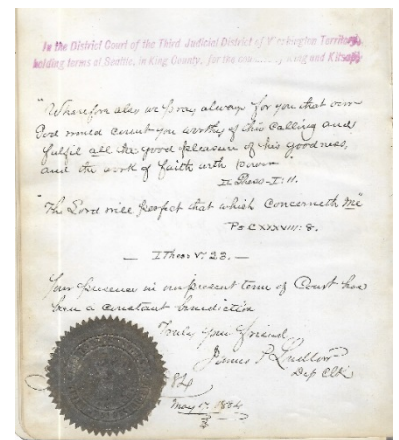 In the District Court of the Third Judicial District of Washington Territory,
holding terms at Seattle, in King County, for the counties of King and Kitsap,
"Wherefore also we pray always for you that our
God would count you worthy of this calling and
fulfil all the good pleasure of his goodness,
and the work of faith with power
II Thess-I:11.
"The Lord will perfect that which concerneth me"
Ps CXXXVIII:8.
— I Thess V. 23. —
Your presence in our present term of Court has
been a constant benediction
Truly your friend,
James P. Ludlow
Dep Clk
84
May 17 1884